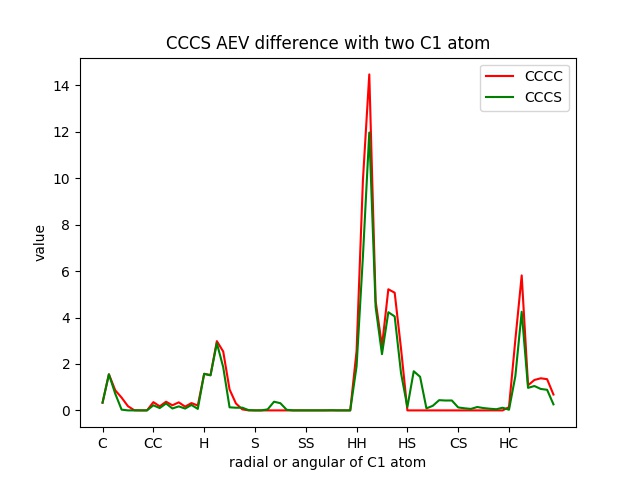 CCCS AEV difference with two C1 atom
CCCC
CCCS
14
12
10
8
6
4
2
0
value
C CC H S SS HH HS CS HC
radial or angular of C1 atom